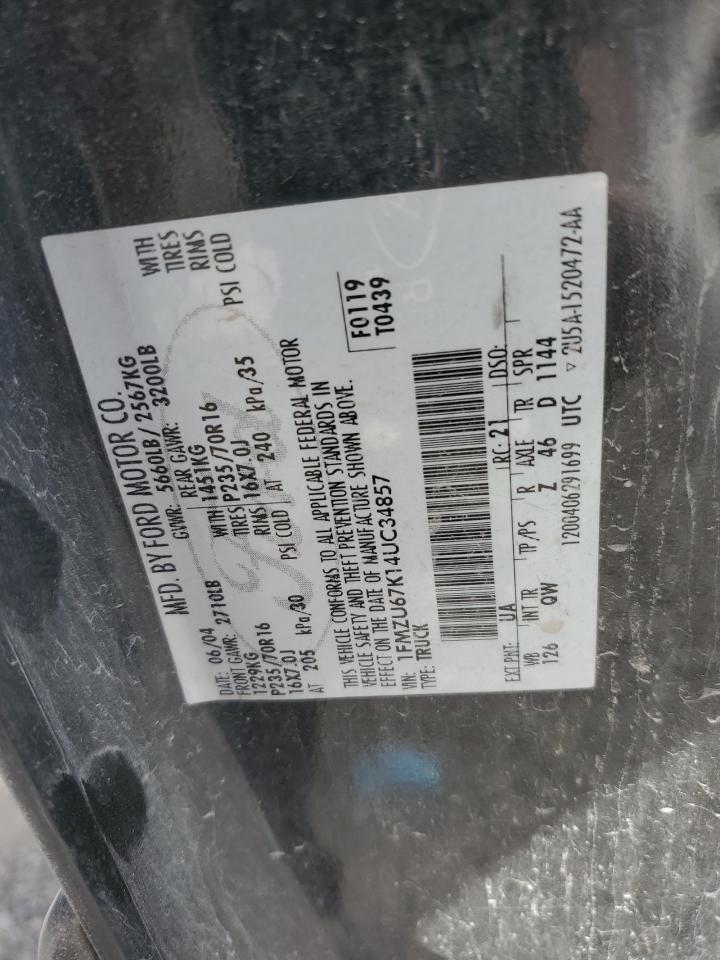 MFD. BY FORD MOTOR CO.
DATE: 06/04 GVWR: 5660LB/ 2567KG
FRONT GAWR: 2710LB REAR GAWR: 3200LB
1229KG WITH 1451KG WITH
P235/70R16 TIRES P235/70R16 TIRES
16X7.0J RIMS 16X7.0J RIMS
AT 205 kPa/30 PSI COLD AT 240 kPa/35 PSI COLD
THIS VEHICLE CONFORMS TO ALL APPLICABLE FEDERAL MOTOR
VEHICLE SAFETY AND THEFT PREVENTION STANDARDS IN
EFFECT ON THE DATE OF MANUFACTURE SHOWN ABOVE.
VIN: 1FMZU67K14UC34857
TYPE: TRUCK
F0119
T0439
EXT PNT: UA RC: 21 DSO:
WB INT TR TP/PS R AXLE TR SPR
126 QW Z 46 D 1144
1200406291699 UTC ▽ 2U5A-1520472-AA